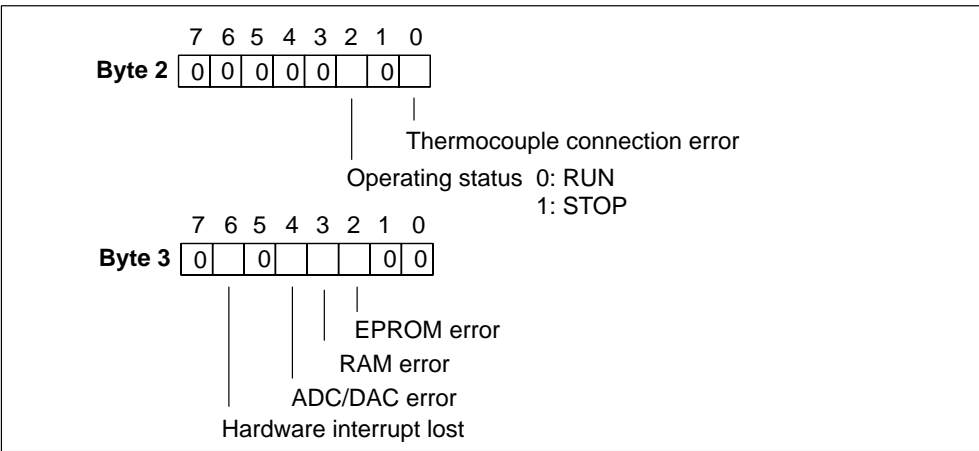 7 6 5 4 3 2 1 0
Byte 2 0 0 0 0 0 0
Thermocouple connection error
Operating status 0: RUN
1: STOP
7 6 5 4 3 2 1 0
Byte 3 0 0 0 0
EPROM error
RAM error
ADC/DAC error
Hardware interrupt lost